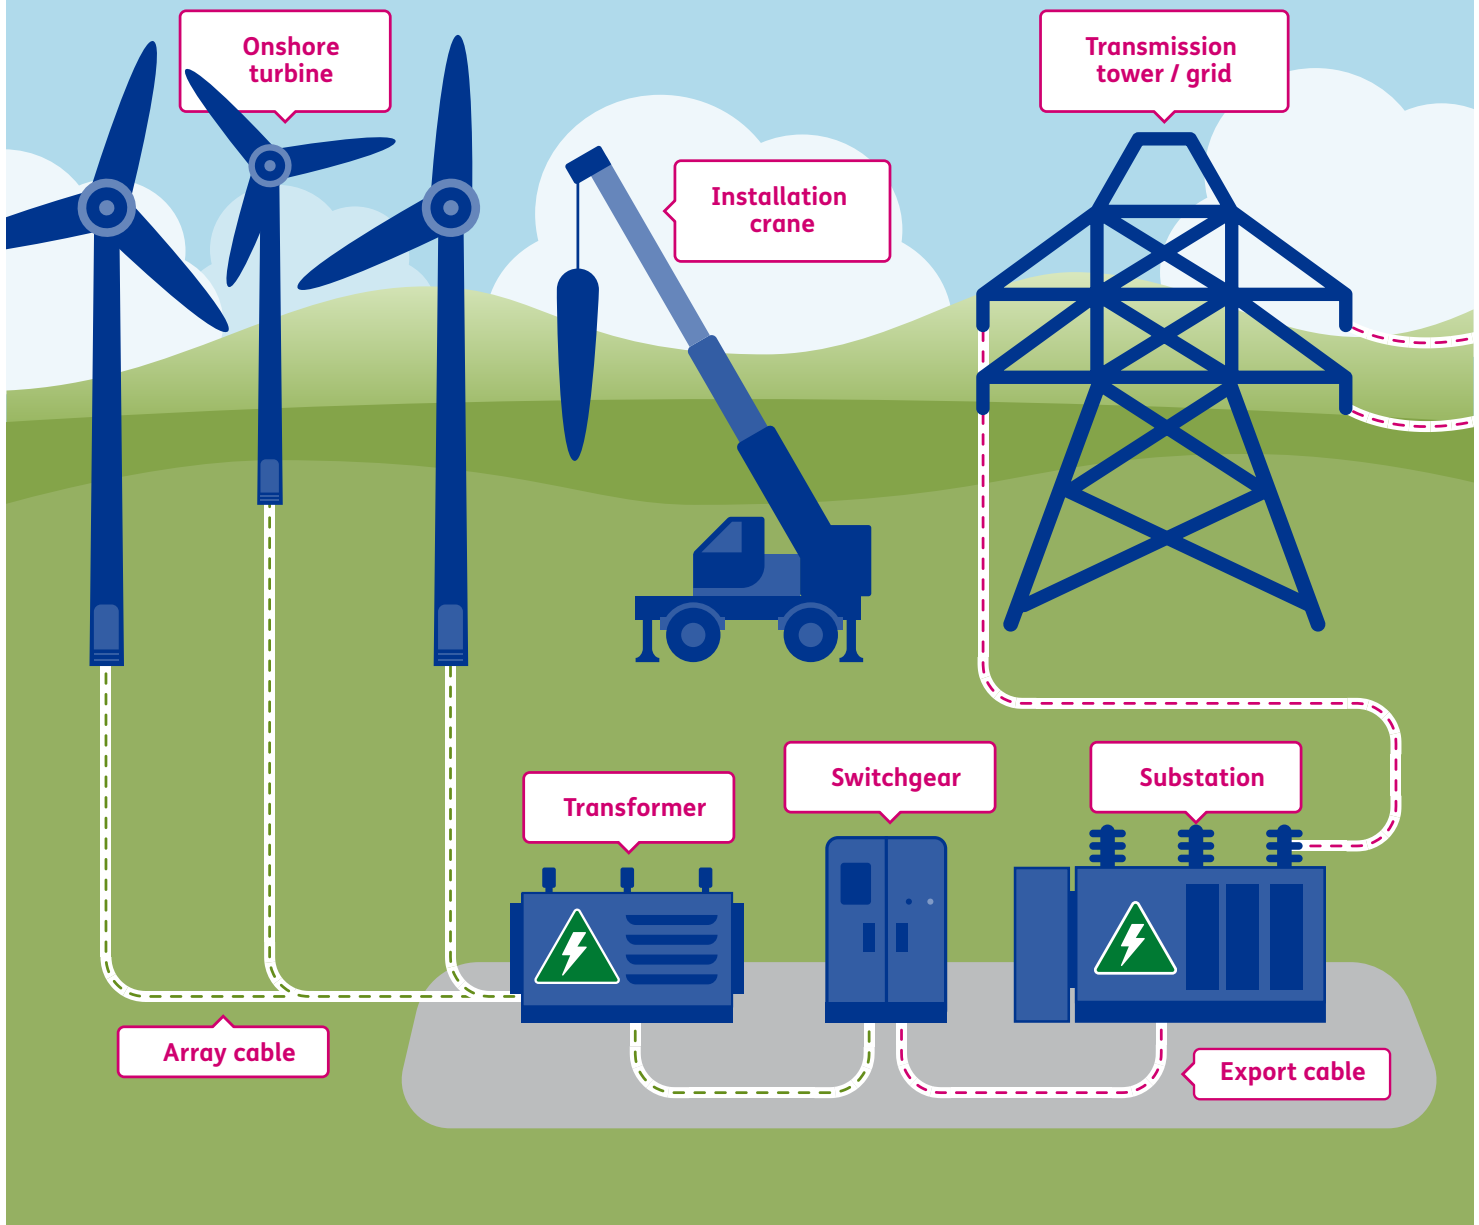 Onshore
turbine
Transmission
tower / grid
Installation
crane
Transformer
Switchgear
Substation
Array cable
Export cable